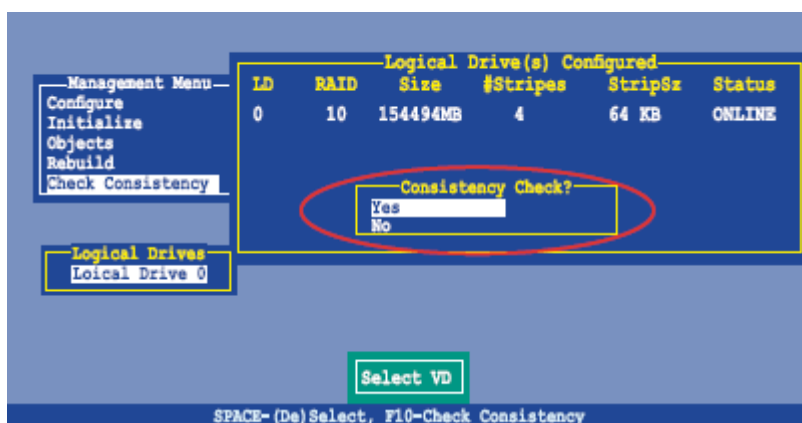 Logical Drive(s) Configured
LD RAID Size #Stripes StripSz Status
0 10 154494MB 4 64 KB ONLINE
Management Menu
Configure
Initialize
Objects
Rebuild
Check Consistency
Consistency Check?
Yes
No
Logical Drives
Loical Drive 0
Select VD
SPACE-(De)Select, F10-Check Consistency